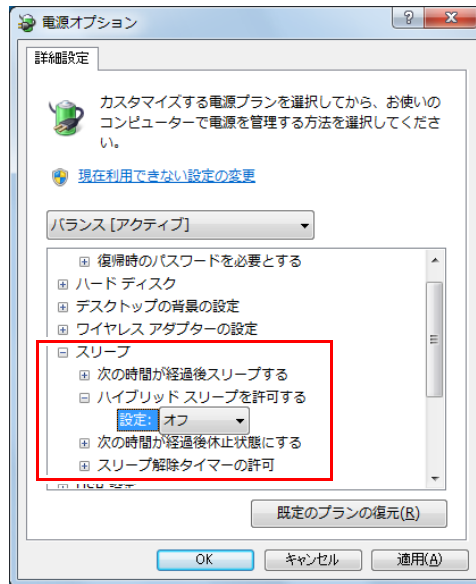 電源オプション
詳細設定
カスタマイズする電源プランを選択してから、お使いの
コンピューターで電源を管理する方法を選択してくださ
い。
現在利用できない設定の変更
バランス [アクティブ]
復帰時のパスワードを必要とする
ハード ディスク
デスクトップの背景の設定
ワイヤレス アダプターの設定
スリープ
次の時間が経過後スリープする
ハイブリッド スリープを許可する
設定: オフ
次の時間が経過後休止状態にする
スリープ解除タイマーの許可
既定のプランの復元(R)
OK キャンセル 適用(A)